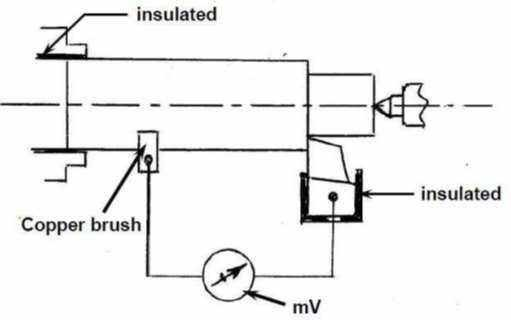 insulated
insulated
Copper brush
mV